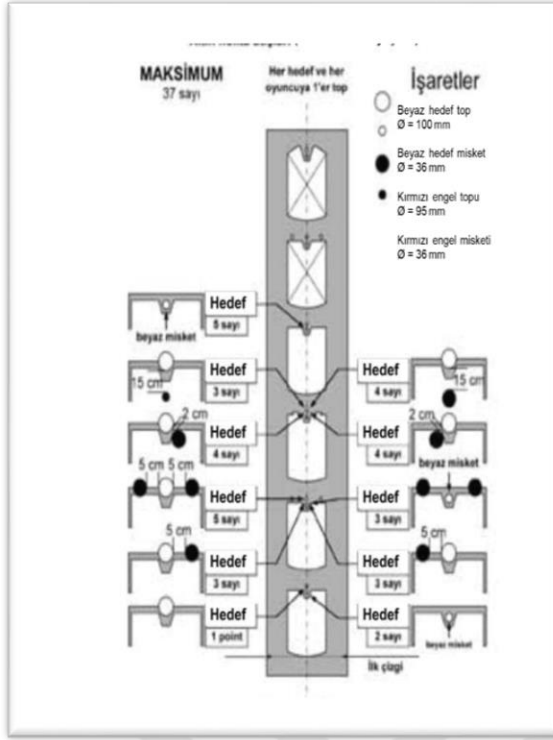 MAKSİMUM
37 sayı
Her hedef ve her
oyuncuya 1'er top
İşaretler
Beyaz hedef top
Ø = 100 mm
Beyaz hedef misket
Ø = 36 mm
Kırmızı engel topu
Ø = 95 mm
Kırmızı engel misketi
Ø = 36 mm
Hedef
5 sayı
beyaz misket
15 cm
Hedef
3 sayı
Hedef
4 sayı
15 cm
2 cm
Hedef
4 sayı
Hedef
4 sayı
2 cm
beyaz misket
5 cm 5 cm
Hedef
5 sayı
Hedef
3 sayı
5 cm
Hedef
3 sayı
Hedef
3 sayı
5 cm
Hedef
1 point
Hedef
2 sayı
beyaz misket
İlk çizgi